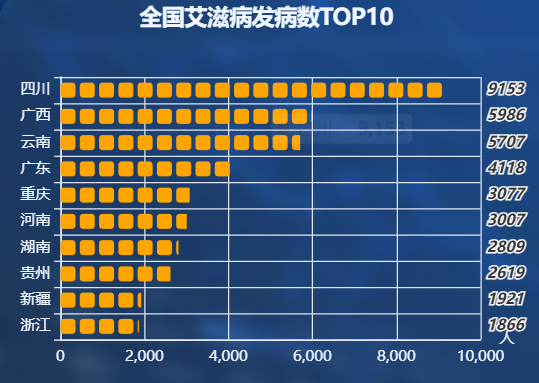 全国艾滋病发病数TOP10
四川 9153
广西 5986
云南 5707
广东 4118
重庆 3077
河南 3007
湖南 2809
贵州 2619
新疆 1921
浙江 1866
人
0 2,000 4,000 6,000 8,000 10,000